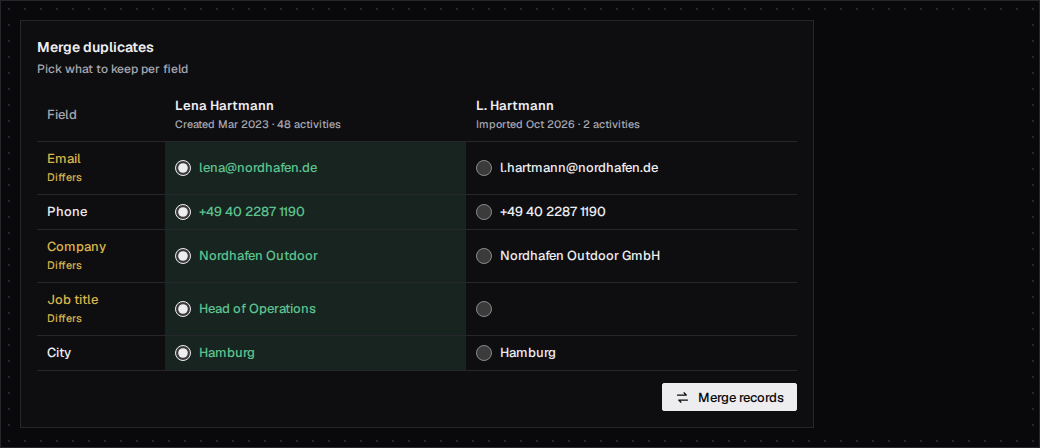 Merge duplicates
Pick what to keep per field
Field
Lena Hartmann
Created Mar 2023 · 48 activities
L. Hartmann
Imported Oct 2026 · 2 activities
Email
Differs
lena@nordhafen.de
l.hartmann@nordhafen.de
Phone
+49 40 2287 1190
+49 40 2287 1190
Company
Differs
Nordhafen Outdoor
Nordhafen Outdoor GmbH
Job title
Differs
Head of Operations
City
Hamburg
Hamburg
Merge records